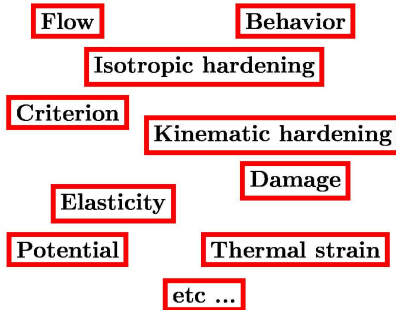 Flow
Behavior
Isotropic hardening
Criterion
Kinematic hardening
Damage
Elasticity
Potential
Thermal strain
etc ...